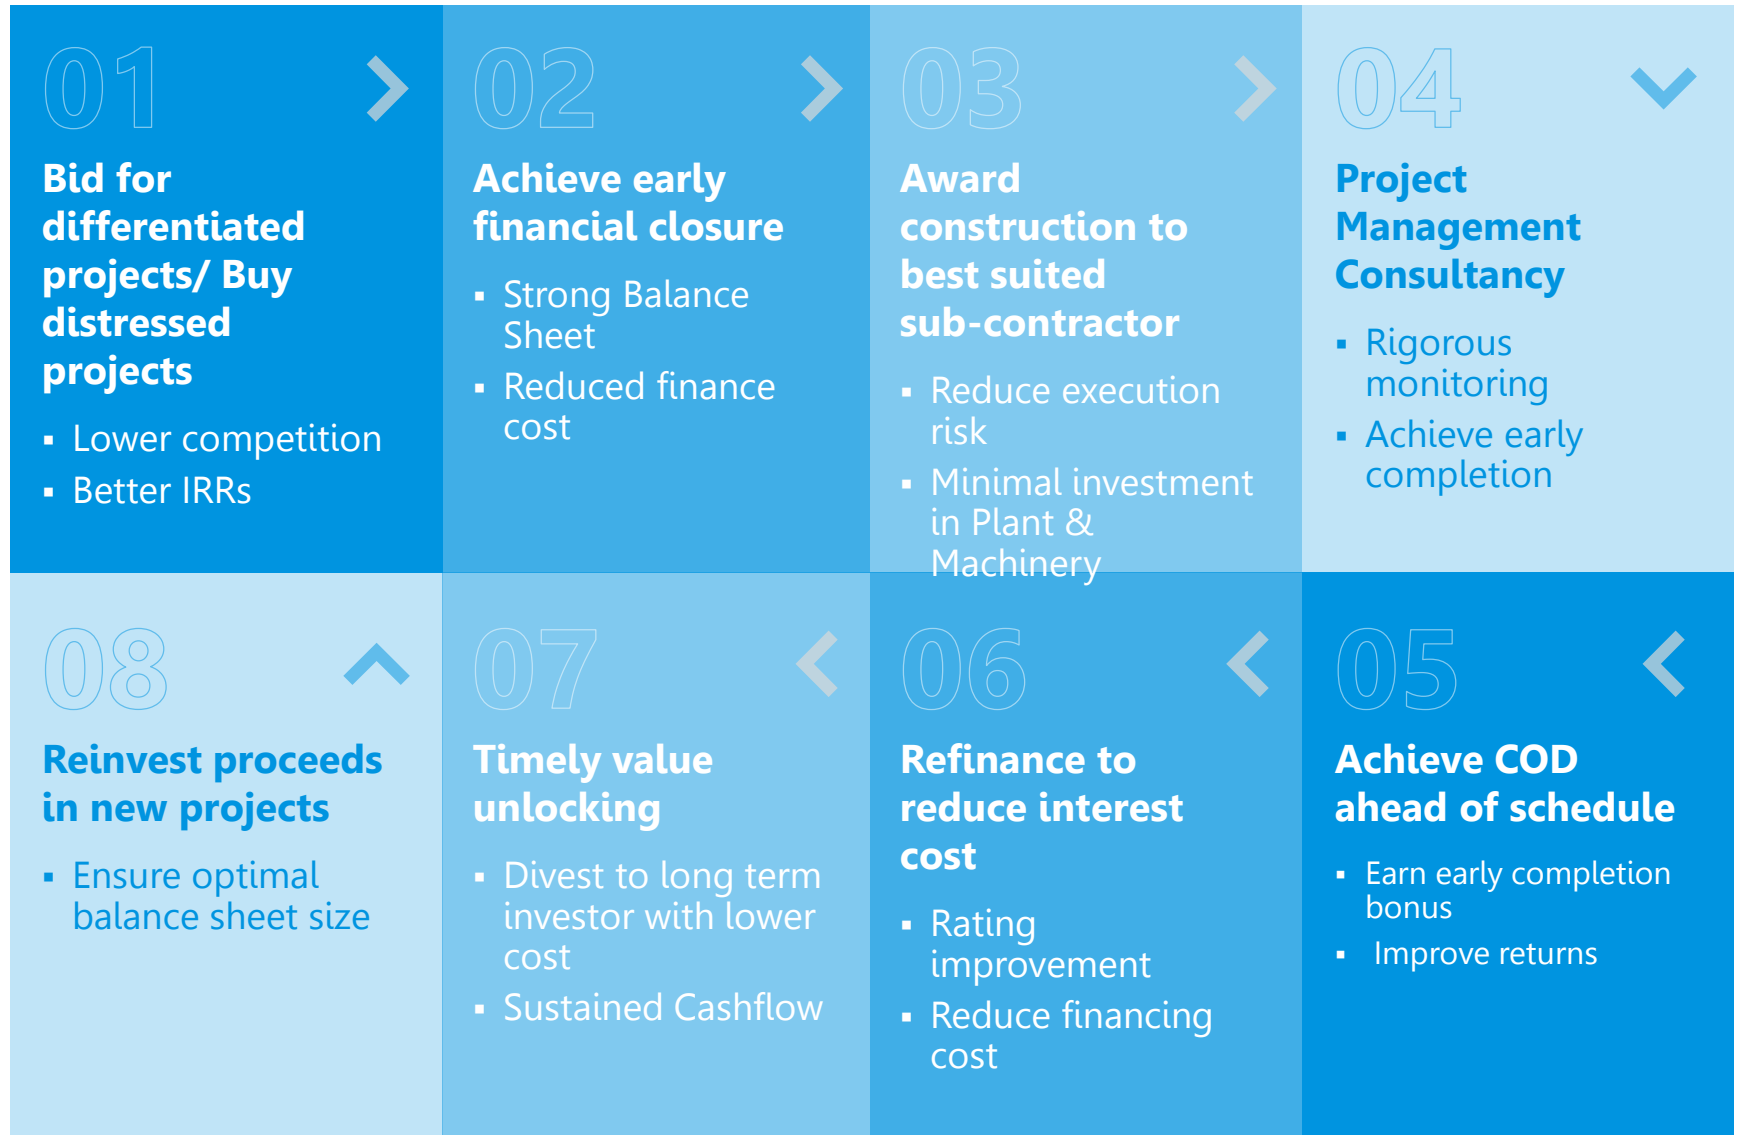 01
Bid for
differentiated
projects/ Buy
distressed
projects
▪ Lower competition
▪ Better IRRs
02
Achieve early
financial closure
▪ Strong Balance
Sheet
▪ Reduced finance
cost
03
Award
construction to
best suited
sub-contractor
▪ Reduce execution
risk
▪ Minimal investment
in Plant &
Machinery
04
Project
Management
Consultancy
▪ Rigorous
monitoring
▪ Achieve early
completion
05
Achieve COD
ahead of schedule
▪ Earn early completion
bonus
▪ Improve returns
06
Refinance to
reduce interest
cost
▪ Rating
improvement
▪ Reduce financing
cost
07
Timely value
unlocking
▪ Divest to long term
investor with lower
cost
▪ Sustained Cashflow
08
Reinvest proceeds
in new projects
▪ Ensure optimal
balance sheet size